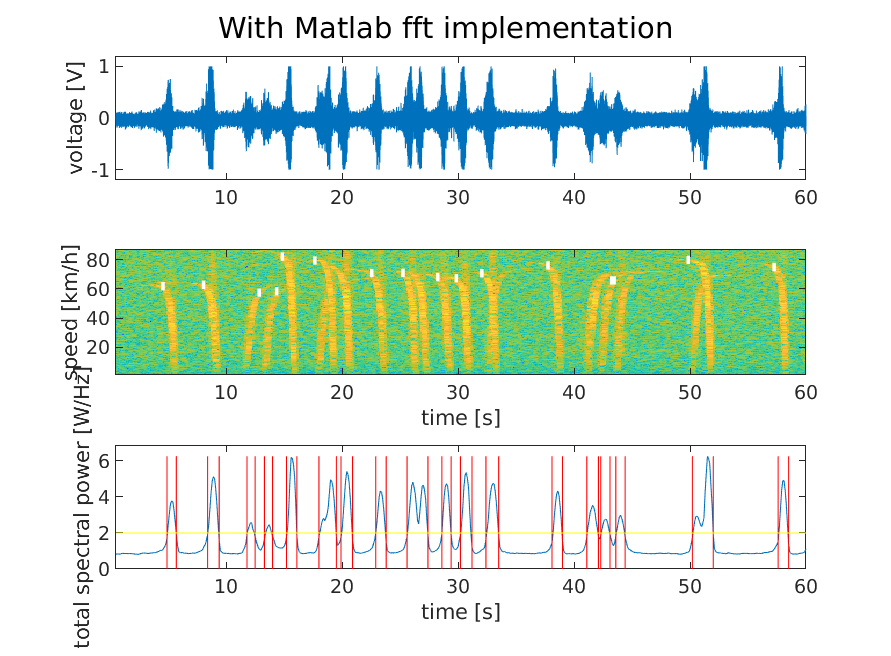 With Matlab fft implementation
voltage [V]
1
0
-1
10 20 30 40 50 60
speed [km/h]
80
60
40
20
10 20 30 40 50 60
time [s]
total spectral power [W/Hz]
6
4
2
0
10 20 30 40 50 60
time [s]